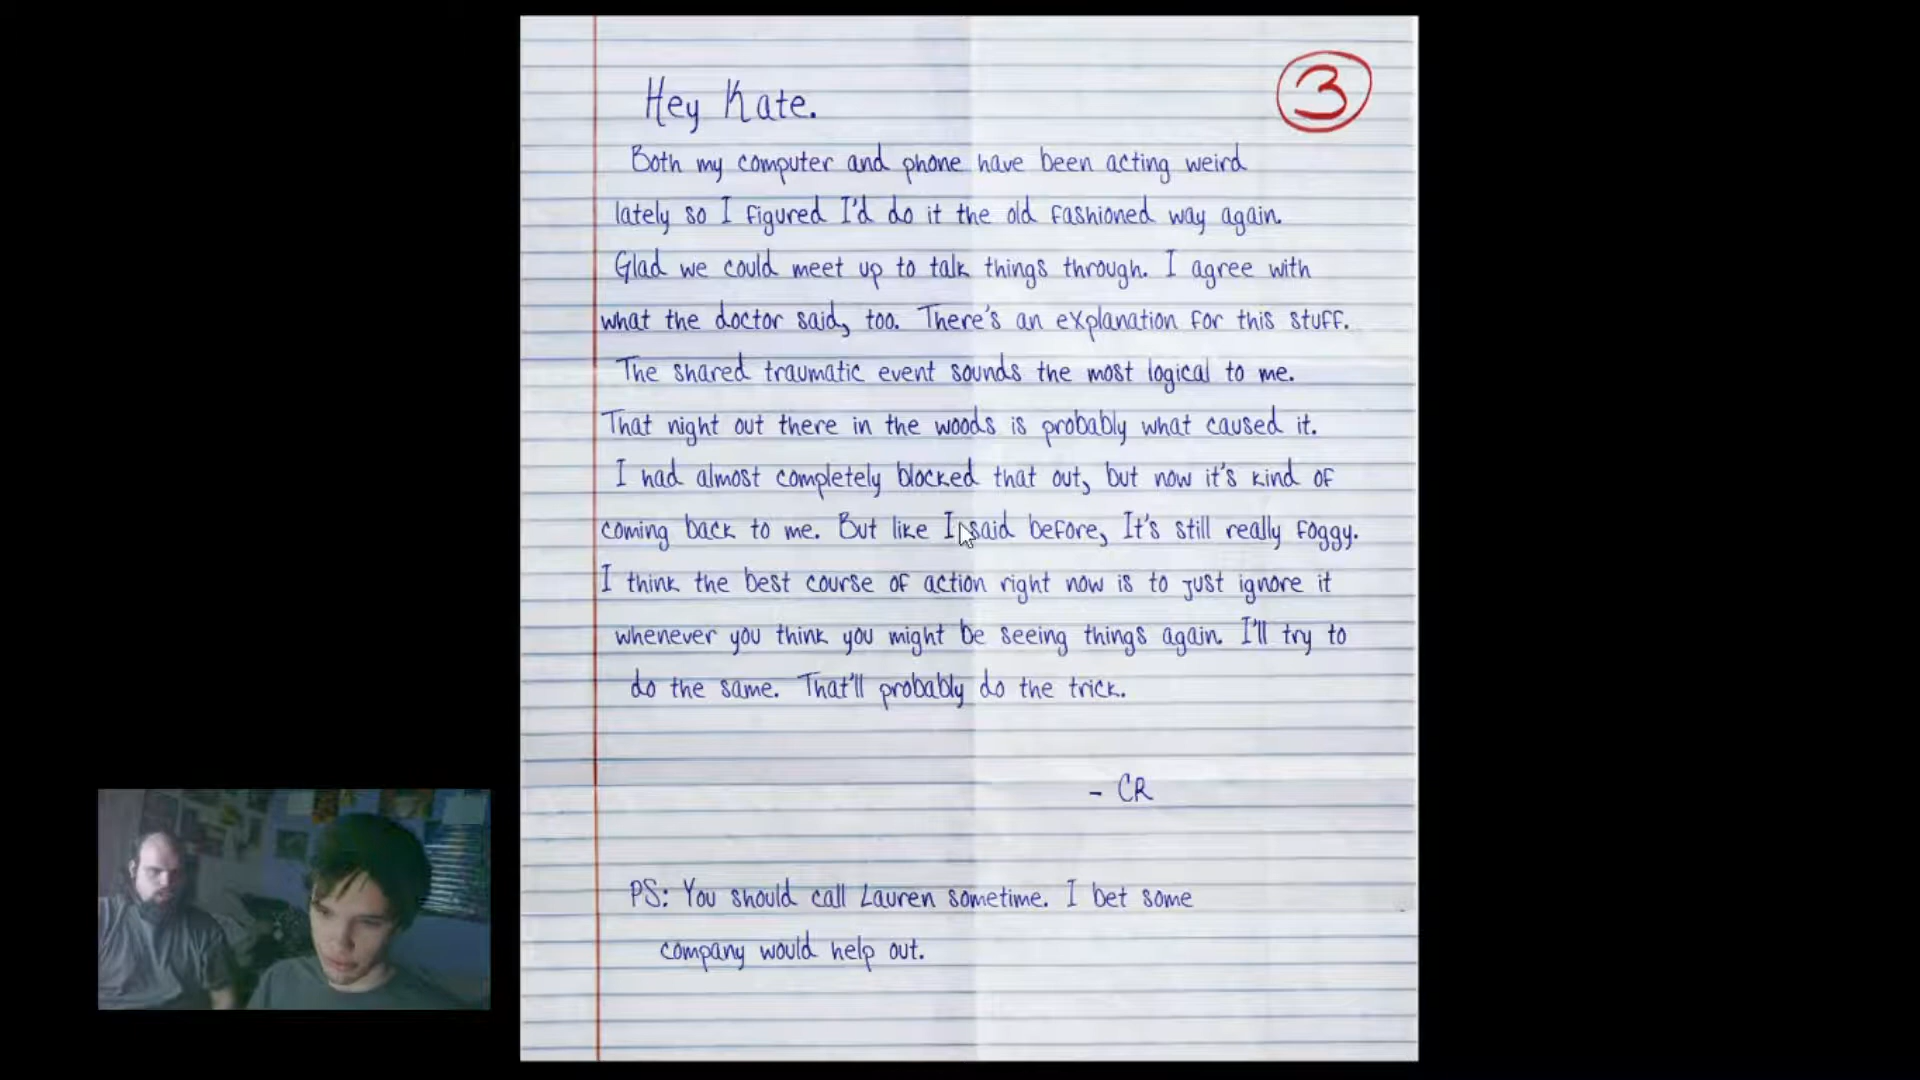 3
Hey Kate.
Both my computer and phone have been acting weird
lately so I figured I'd do it the old fashioned way again.
Glad we could meet up to talk things through. I agree with
what the doctor said, too. There's an explanation for this stuff.
The shared traumatic event sounds the most logical to me.
That night out there in the woods is probably what caused it.
I had almost completely blocked that out, but now it's kind of
coming back to me. But like I said before, It's still really foggy.
I think the best course of action right now is to just ignore it
whenever you think you might be seeing things again. I'll try to
do the same. That'll probably do the trick.
- CR
PS: You should call Lauren sometime. I bet some
company would help out.